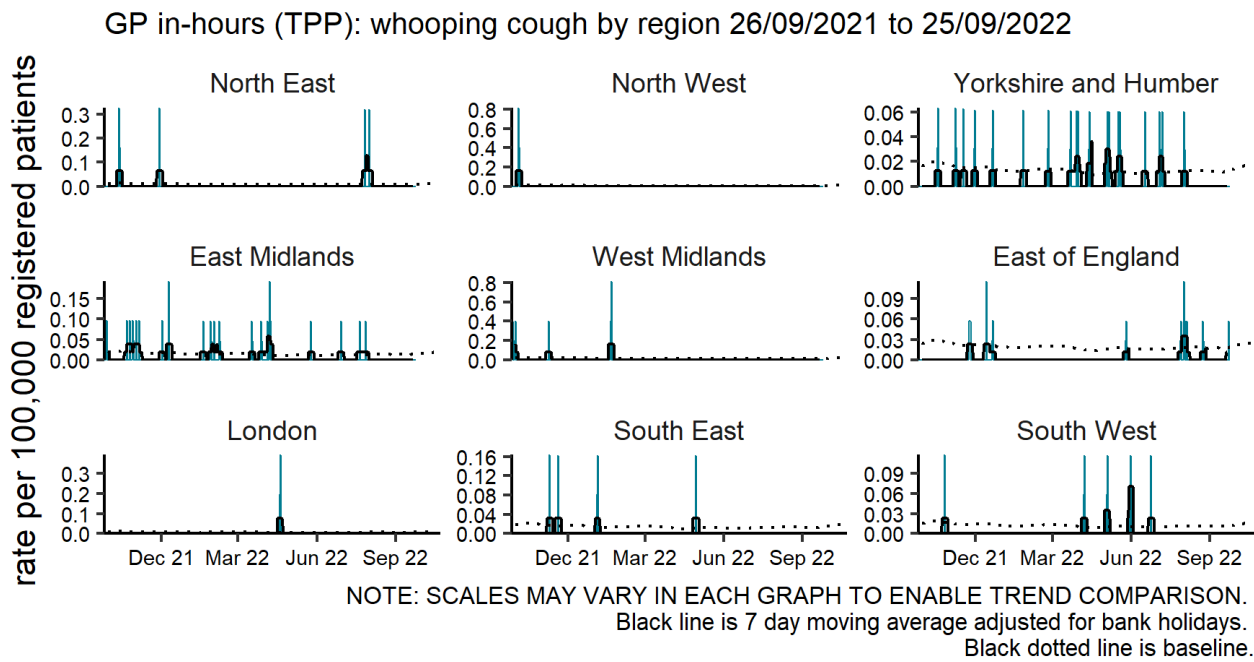 GP in-hours (TPP): whooping cough by region 26/09/2021 to 25/09/2022
rate per 100,000 registered patients
North East
0.3
0.2
0.1
0.0
North West
0.8
0.6
0.4
0.2
0.0
Yorkshire and Humber
0.06
0.04
0.02
0.00
East Midlands
0.15
0.10
0.05
0.00
West Midlands
0.8
0.6
0.4
0.2
0.0
East of England
0.09
0.06
0.03
0.00
London
0.3
0.2
0.1
0.0
Dec 21 Mar 22 Jun 22 Sep 22
South East
0.16
0.12
0.08
0.04
0.00
Dec 21 Mar 22 Jun 22 Sep 22
South West
0.09
0.06
0.03
0.00
Dec 21 Mar 22 Jun 22 Sep 22
NOTE: SCALES MAY VARY IN EACH GRAPH TO ENABLE TREND COMPARISON.
Black line is 7 day moving average adjusted for bank holidays.
Black dotted line is baseline.